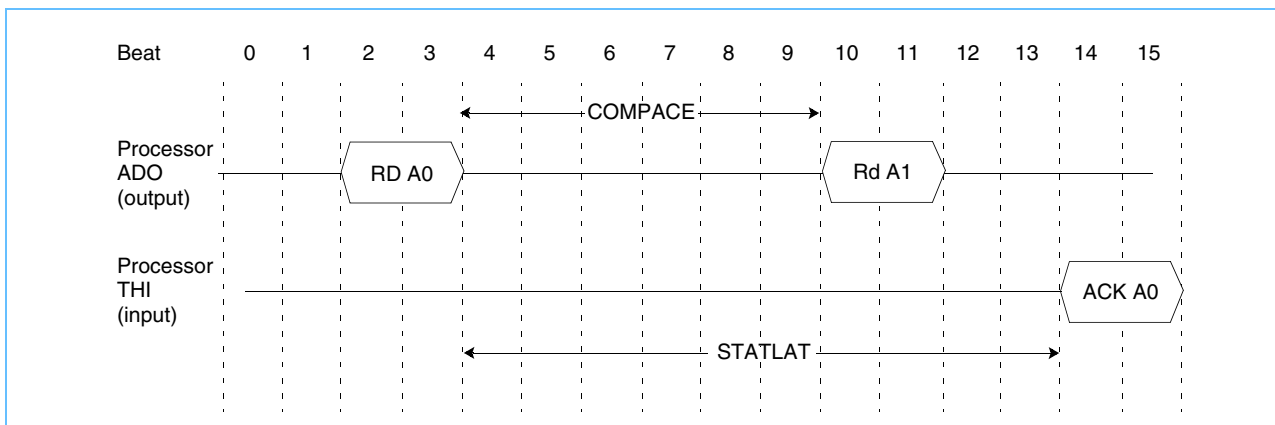 Beat 0 1 2 3 4 5 6 7 8 9 10 11 12 13 14 15
COMPACE
Processor
ADO
(output)
RD A0
Rd A1
Processor
THI
(input)
ACK A0
STATLAT